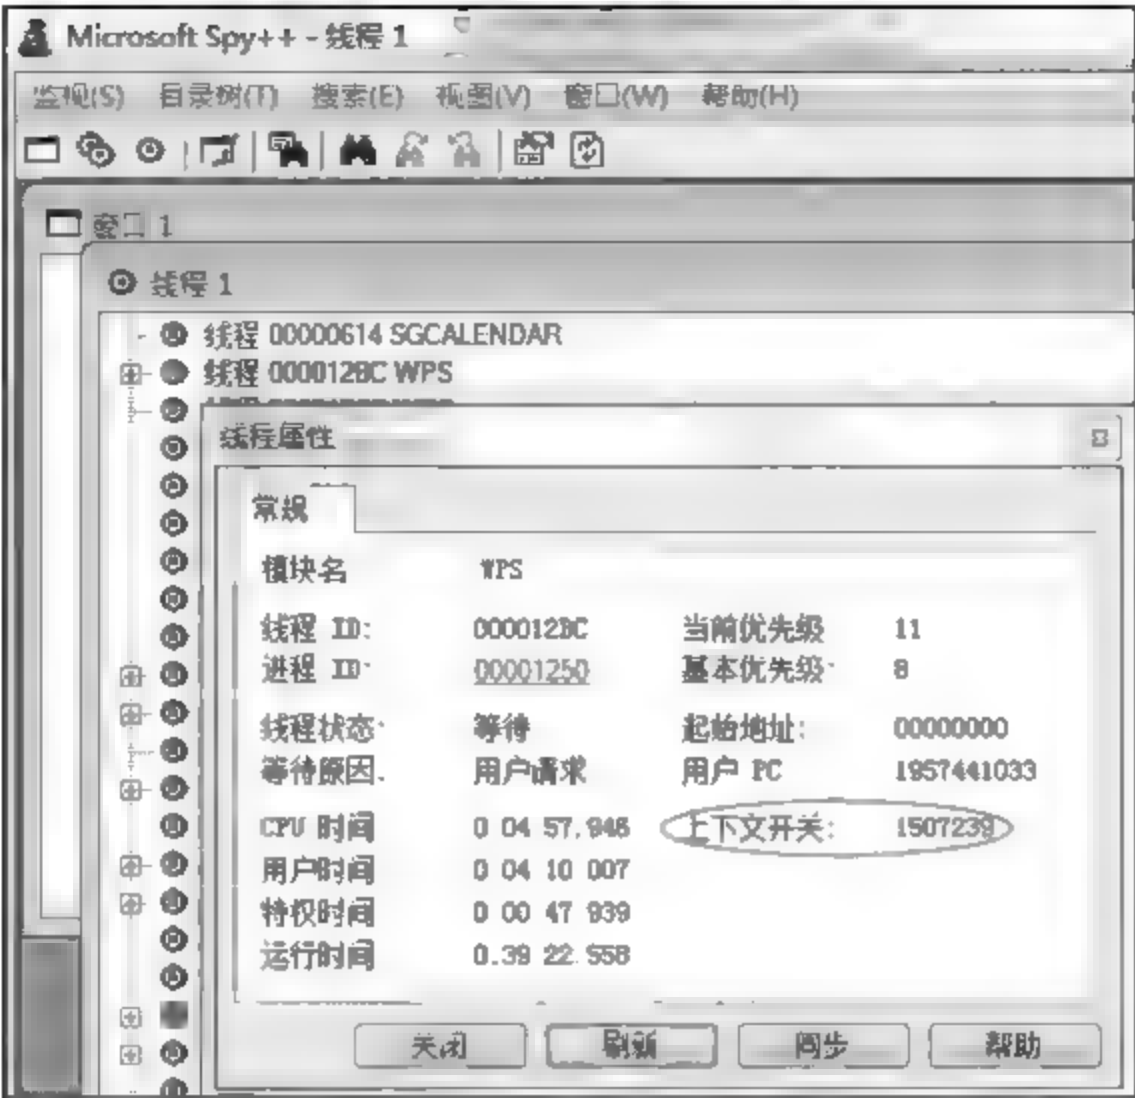 Microsoft Spy++ - 线程 1
监视(S) 目录树(T) 搜索(E) 视图(V) 窗口(W) 帮助(H)
窗口 1
线程 1
线程 00000614 SGCALENDAR
线程 000012BC WPS
线程属性
常规
模块名 WPS
线程 ID: 000012BC 当前优先级 11
进程 ID: 00001250 基本优先级: 8
线程状态: 等待 起始地址: 00000000
等待原因. 用户请求 用户 PC 1957441033
CPU 时间 0 04 57.946 上下文开关: 1507239
用户时间 0 04 10 007
特权时间 0 00 47 939
运行时间 0.39 22 558
关闭 刷新 同步 帮助